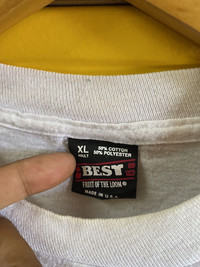 XL
ADULT
50% COTTON
50% POLYESTER
BEST
FRUIT OF THE LOOM®
MADE IN U.S.A.